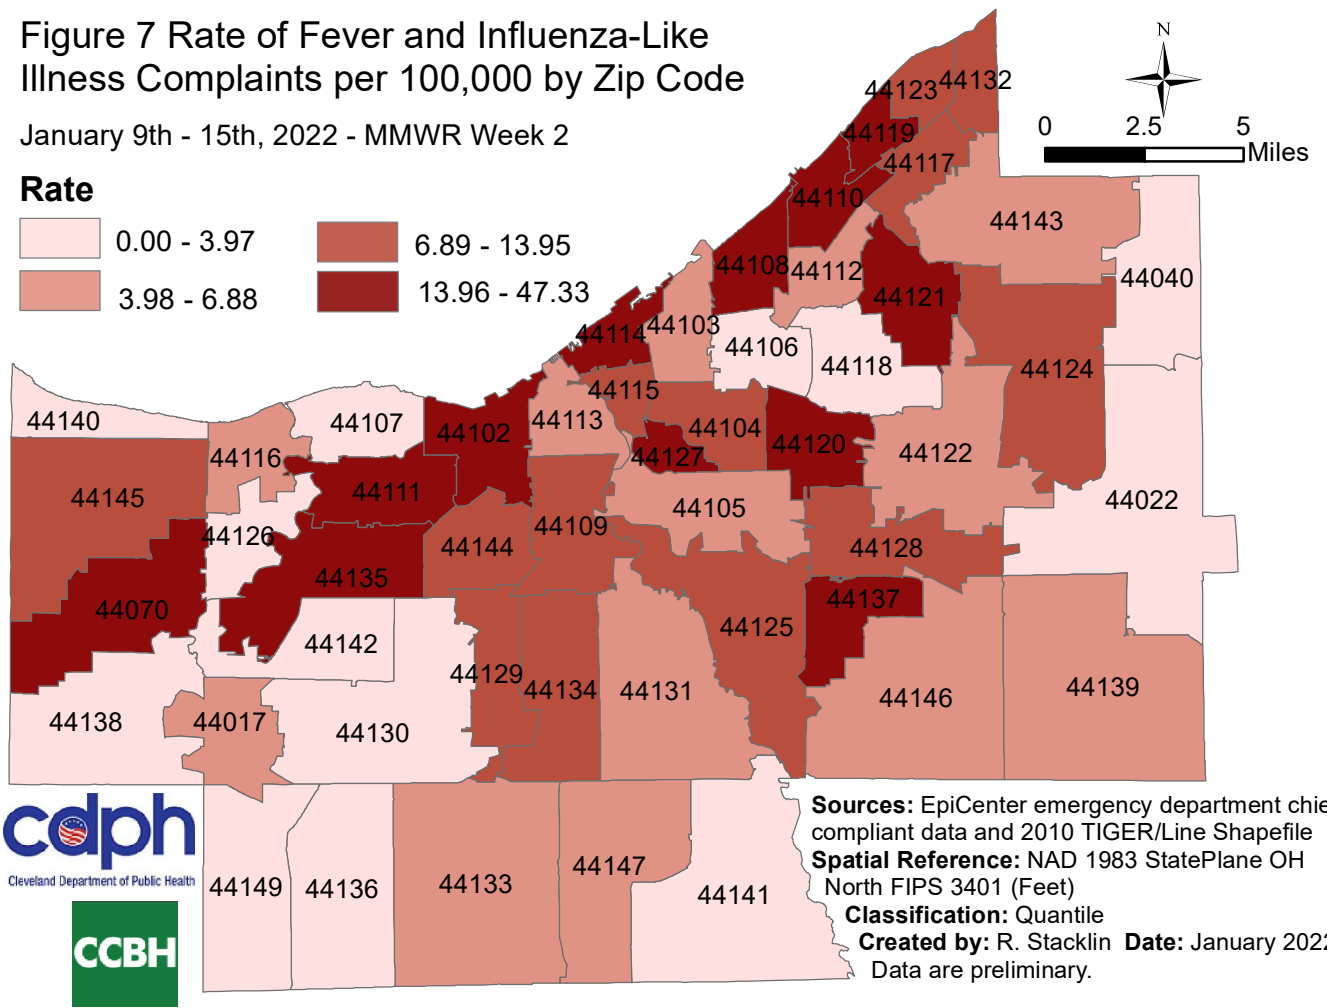 Figure 7 Rate of Fever and Influenza-Like
Illness Complaints per 100,000 by Zip Code
January 9th - 15th, 2022 - MMWR Week 2
Rate
0.00 - 3.97
3.98 - 6.88
6.89 - 13.95
13.96 - 47.33
N
0 2.5 5
Miles
44123 44132
44119
44117
44110
44143
44108 44112
44040
44121
44114 44103
44106
44118
44124
44115
44140
44107
44102
44113
44104
44120
44116
44127
44122
44145
44111
44105
44022
44126
44109
44144
44128
44135
44070
44137
44125
44142
44129
44134
44131
44139
44146
44138
44017
44130
44149
44136
44133
44147
44141
cdph
Cleveland Department of Public Health
CCBH
Sources: EpiCenter emergency department chie
compliant data and 2010 TIGER/Line Shapefile
Spatial Reference: NAD 1983 StatePlane OH
North FIPS 3401 (Feet)
Classification: Quantile
Created by: R. Stacklin Date: January 2022
Data are preliminary.